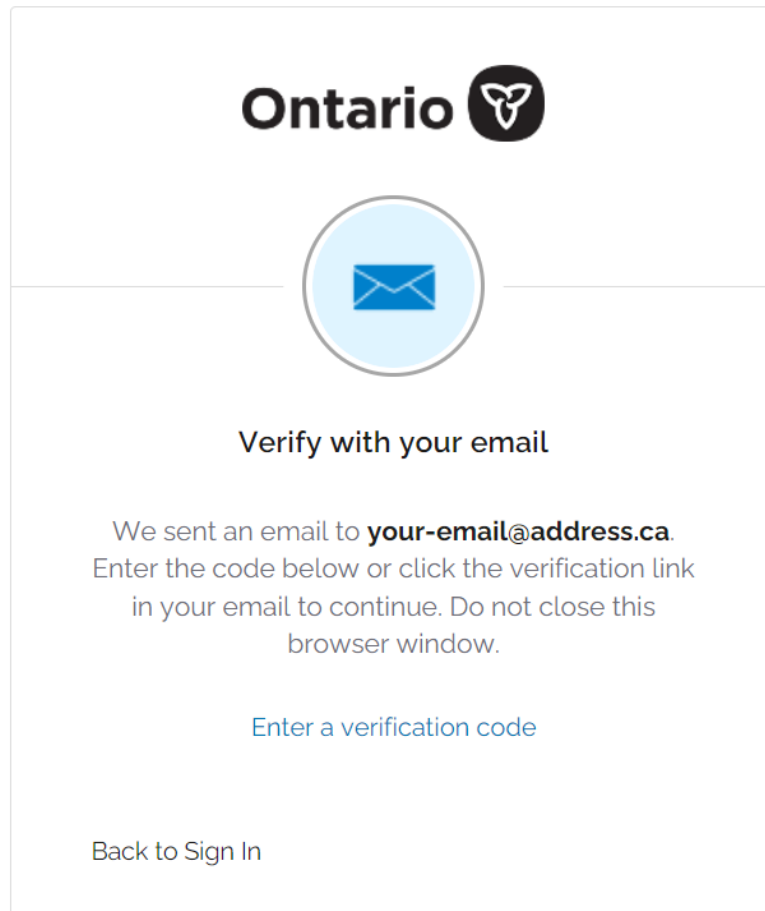 Ontario
Verify with your email
We sent an email to your-email@address.ca.
Enter the code below or click the verification link
in your email to continue. Do not close this
browser window.
Enter a verification code
Back to Sign In